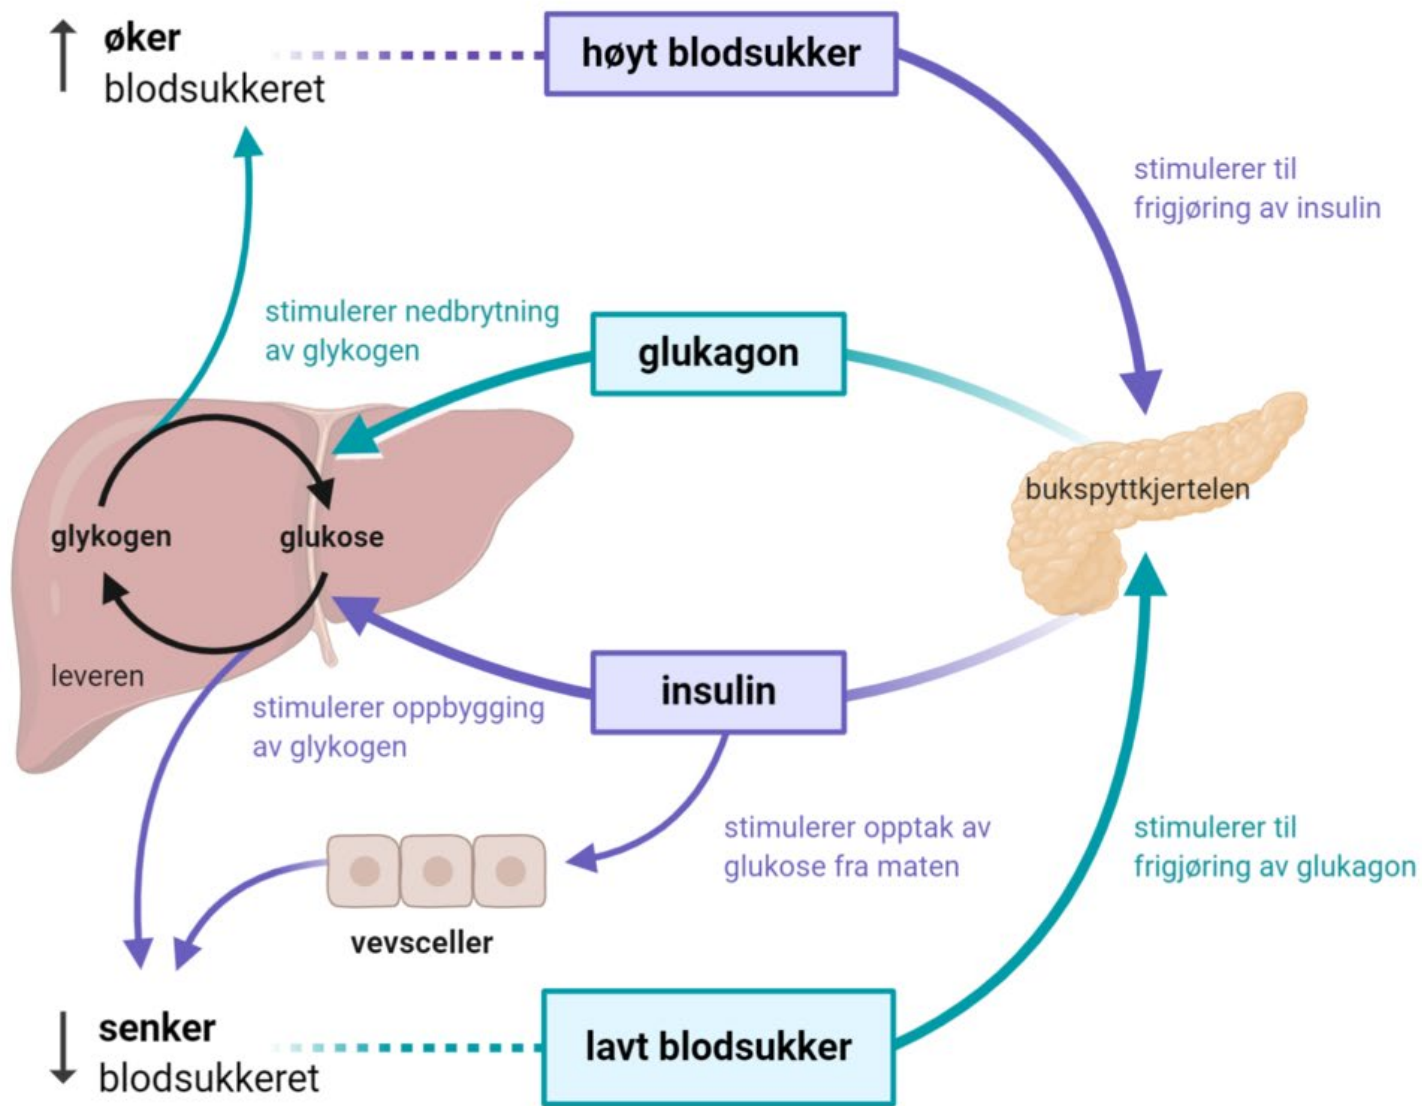 øker
blodsukkeret
høyt blodsukker
stimulerer til
frigjøring av insulin
stimulerer nedbrytning
av glykogen
glukagon
bukspyttkjertelen
glykogen
glukose
leveren
stimulerer oppbygging
av glykogen
insulin
stimulerer opptak av
glukose fra maten
stimulerer til
frigjøring av glukagon
vevsceller
senker
blodsukkeret
lavt blodsukker